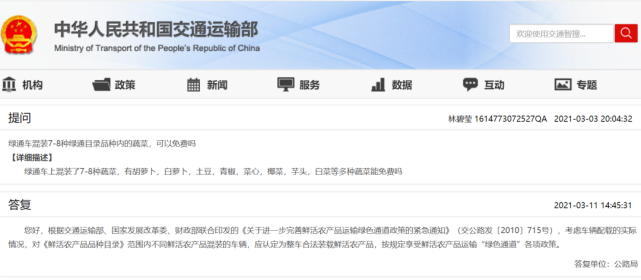 中华人民共和国交通运输部
Ministry of Transport of the People's Republic of China
欢迎使用交通智搜...
机构 政策 新闻 服务 数据 互动 专题
提问 林碧莹 1614773072527QA 2021-03-03 20:04:32
绿通车混装7-8种绿通目录品种内的蔬菜，可以免费吗
【详细描述】
绿通车上混装了7-8种蔬菜，有胡萝卜，白萝卜，土豆，青椒，菜心，椰菜，芋头，白菜等多种蔬菜能免费吗
答复 2021-03-11 14:45:31
您好，根据交通运输部、国家发展改革委、财政部联合印发的《关于进一步完善鲜活农产品运输绿色通道政策的紧急通知》（交公路发〔2010〕715号），考虑车辆配载的实际
情况，对《鲜活农产品品种目录》范围内不同鲜活农产品混装的车辆，应认定为整车合法装载鲜活农产品，按规定享受鲜活农产品运输“绿色通道”各项政策。
答复单位：公路局